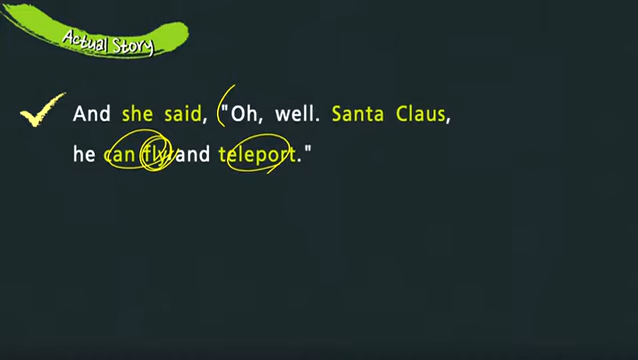 Actual Story
And she said, "Oh, well. Santa Claus,
he can fly and teleport."